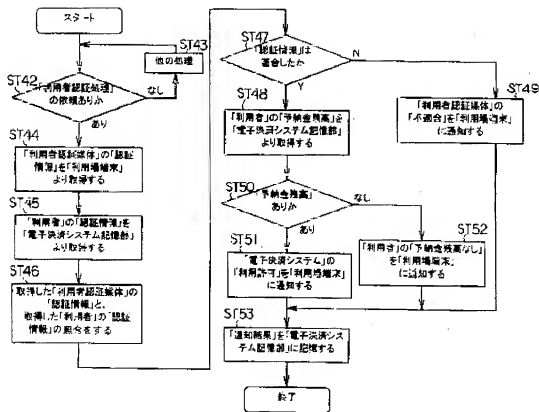 スタート
ST43
他の処理
ST42
「利用者認証処理」
の依頼ありか
なし
あり
ST44
「利用者認証媒体」の「認証
情報」を「利用場端末」
より取得する
ST45
「利用者」の「認証情報」を
「電子決済システム記憶部」
より取得する
ST46
取得した「利用者認証媒体」の
「認証情報」と、
取得した「利用者」の「認証
情報」の照合をする
ST47
「認証情報」は
適合したか
N
Y
ST48
「利用者」の「予納金残高」を
「電子決済システム記憶部」
より取得する
ST49
「利用者認証媒体」の
「不適合」を「利用場端末」
に通知する
ST50
「予納金残高」
ありか
なし
あり
ST51
「電子決済システム」の
「利用許可」を「利用場端末」
に通知する
ST52
「利用者」の「予納金残高なし」
を「利用場端末」
に通知する
ST53
「通知結果」を「電子決済シス
テム記憶部」に記憶する
終了